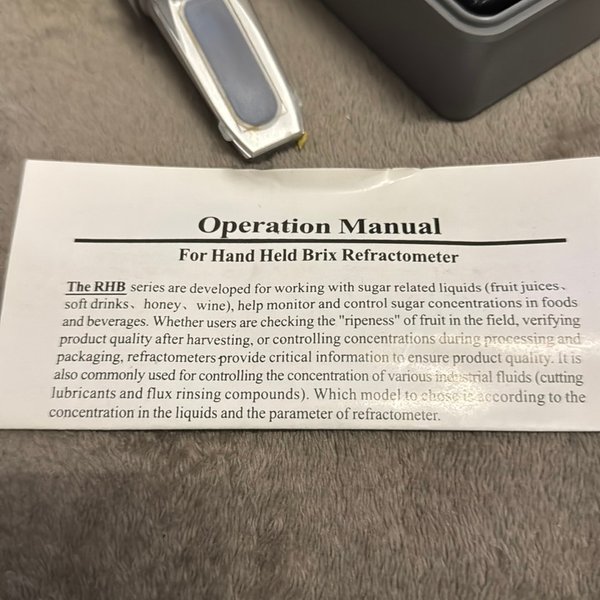 Operation Manual
For Hand Held Brix Refractometer
The RHB series are developed for working with sugar related liquids (fruit juices、
soft drinks、honey、wine), help monitor and control sugar concentrations in foods
and beverages. Whether users are checking the "ripeness" of fruit in the field, verifying
product quality after harvesting, or controlling concentrations during processing and
packaging, refractometers provide critical information to ensure product quality. It is
also commonly used for controlling the concentration of various industrial fluids (cutting
lubricants and flux rinsing compounds). Which model to chose is according to the
concentration in the liquids and the parameter of refractometer.